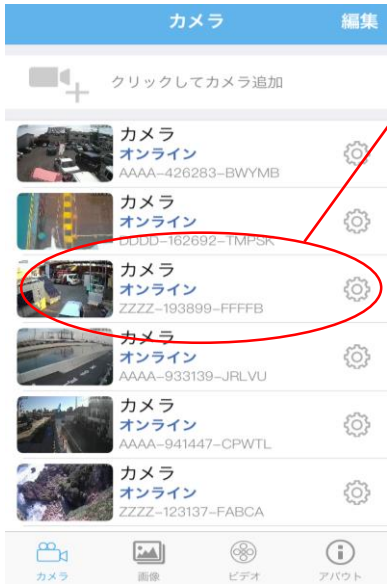 カメラ
編集
クリックしてカメラ追加
カメラ
オンライン
AAAA-426283-BWYMB
カメラ
オンライン
DDDD-162692-TMPSK
カメラ
オンライン
ZZZZ-193899-FFFFB
カメラ
オンライン
AAAA-933139-JRLVU
カメラ
オンライン
AAAA-941447-CPWTL
カメラ
オンライン
ZZZZ-123137-FABCA
カメラ
画像
ビデオ
アバウト